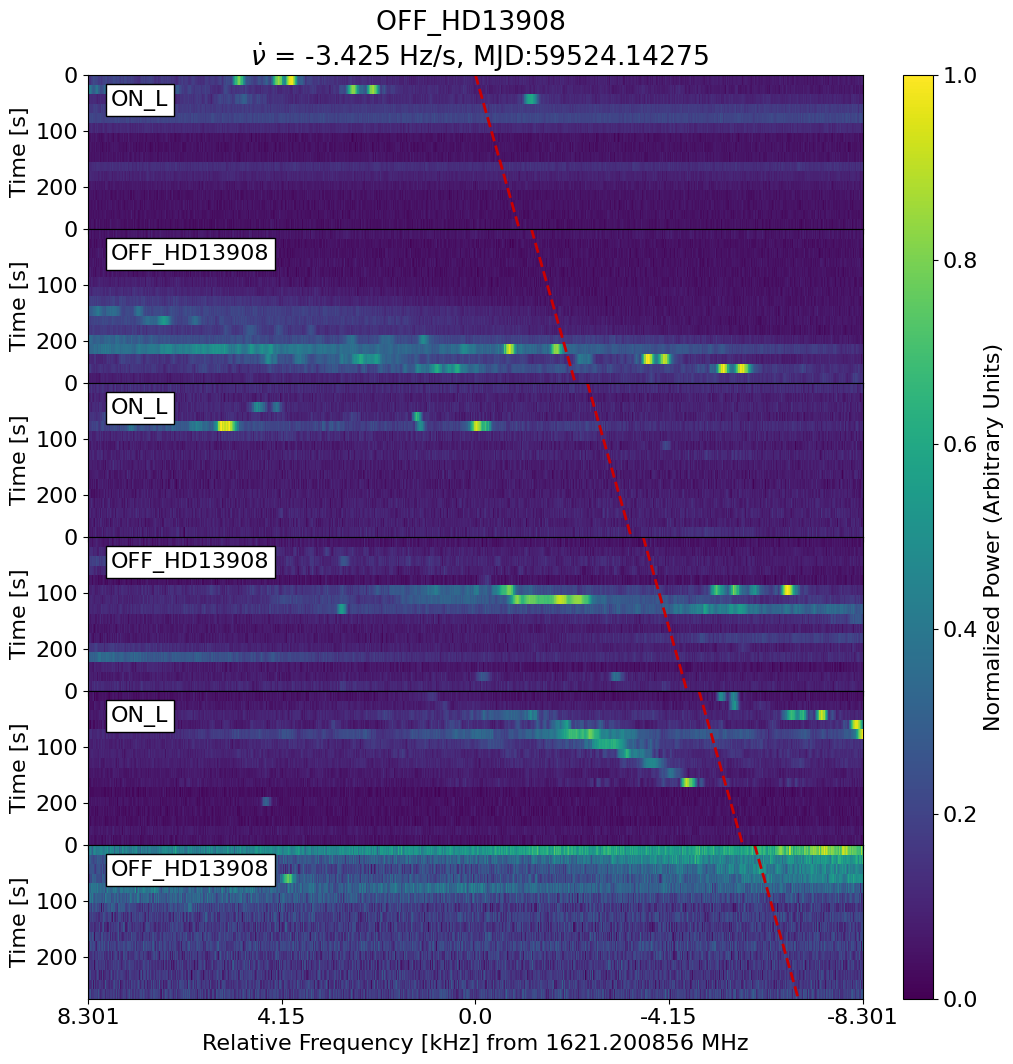 OFF_HD13908
ν̇ = -3.425 Hz/s, MJD:59524.14275
0
ON_L
100
200
Time [s]
0
OFF_HD13908
100
200
Time [s]
0
ON_L
100
200
Time [s]
0
OFF_HD13908
100
200
Time [s]
0
ON_L
100
200
Time [s]
0
OFF_HD13908
100
200
Time [s]
8.301 4.15 0.0 -4.15 -8.301
Relative Frequency [kHz] from 1621.200856 MHz
1.0
0.8
0.6
0.4
0.2
0.0
Normalized Power (Arbitrary Units)